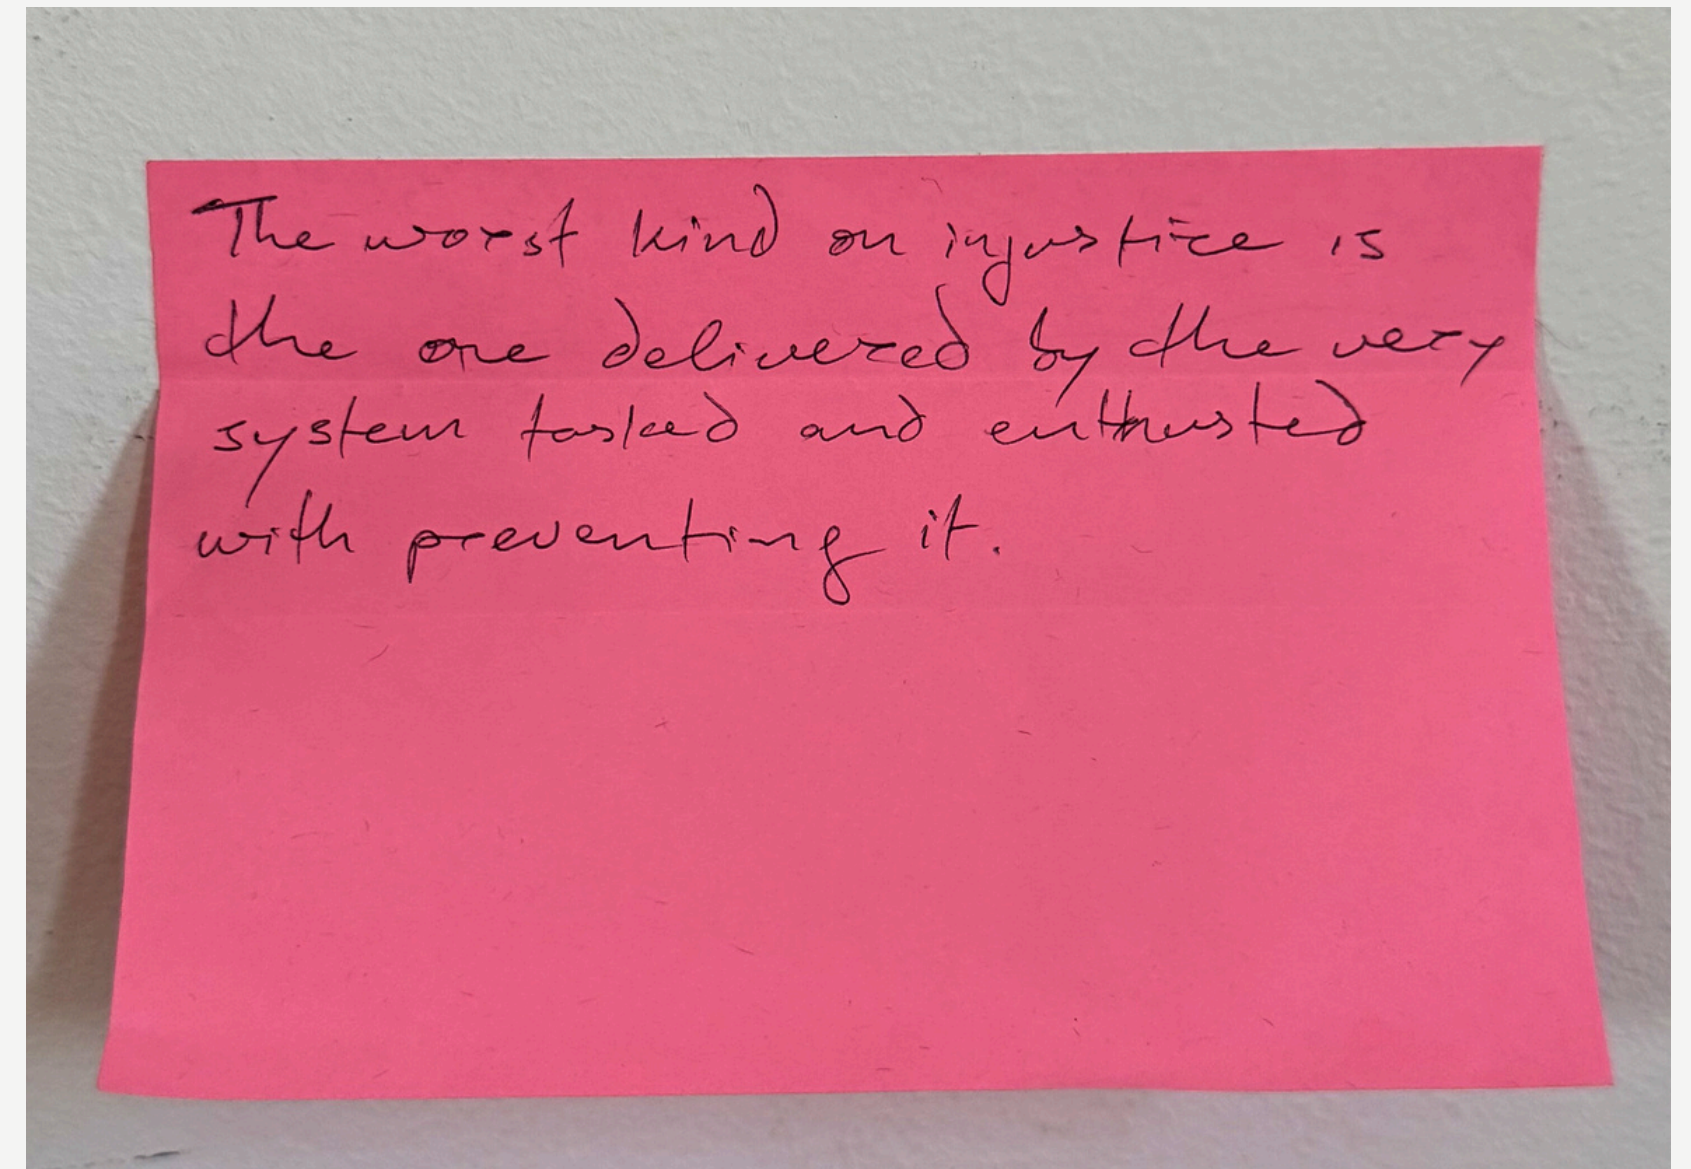 The worst kind on injustice is
the one delivered by the very
system tasked and enthusted
with preventing it.